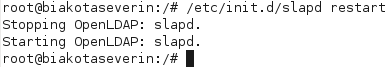 root@biakotaseverin:/# /etc/init.d/slapd restart
Stopping OpenLDAP: slapd.
Starting OpenLDAP: slapd.
root@biakotaseverin:/#